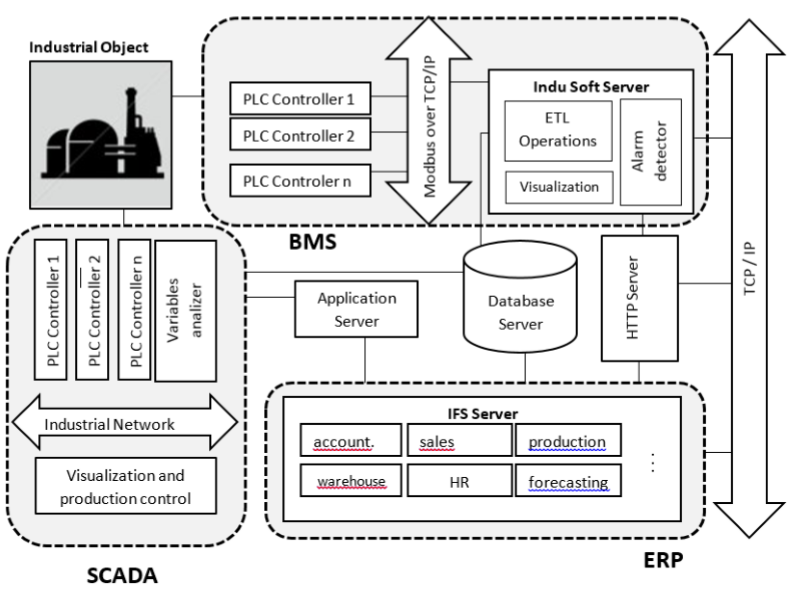 Industrial Object
PLC Controller 1
PLC Controller 2
PLC Controler n
Modbus over TCP/IP
Indu Soft Server
ETL
Operations
Visualization
Alarm
detector
BMS
TCP / IP
PLC Controller 1
PLC Controller 2
PLC Controller n
Variables
analizer
Industrial Network
Visualization and
production control
SCADA
Application
Server
Database
Server
HTTP Server
IFS Server
account.
sales
production
warehouse
HR
forecasting
...
ERP